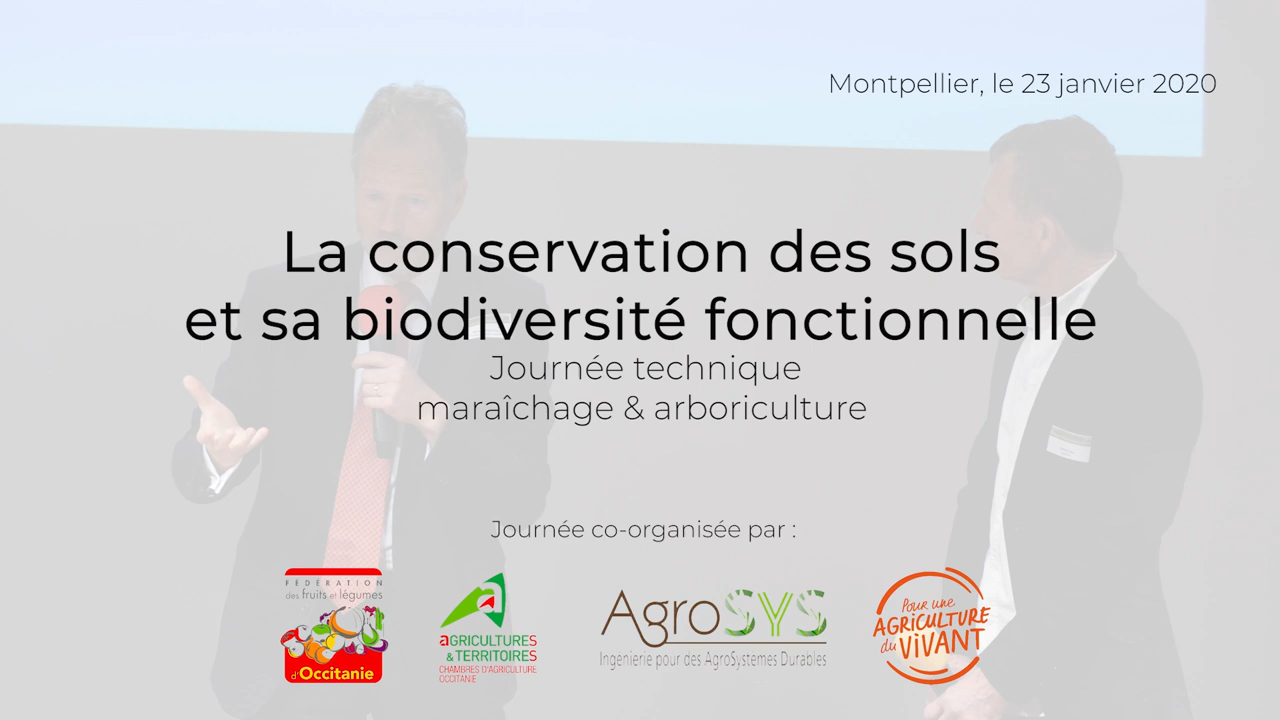 Montpellier, le 23 janvier 2020
La conservation des sols
et sa biodiversité fonctionnelle
Journée technique
maraîchage & arboriculture
Journée co-organisée par :
FÉDÉRATION
des fruits et légumes
d'Occitanie
a
AGRICULTURES
& TERRITOIRES
CHAMBRES D'AGRICULTURE
OCCITANIE
AgroSYS
Ingenierie pour des AgroSystemes Durables
Pour une
AGRiCULTURE
du ViVANT